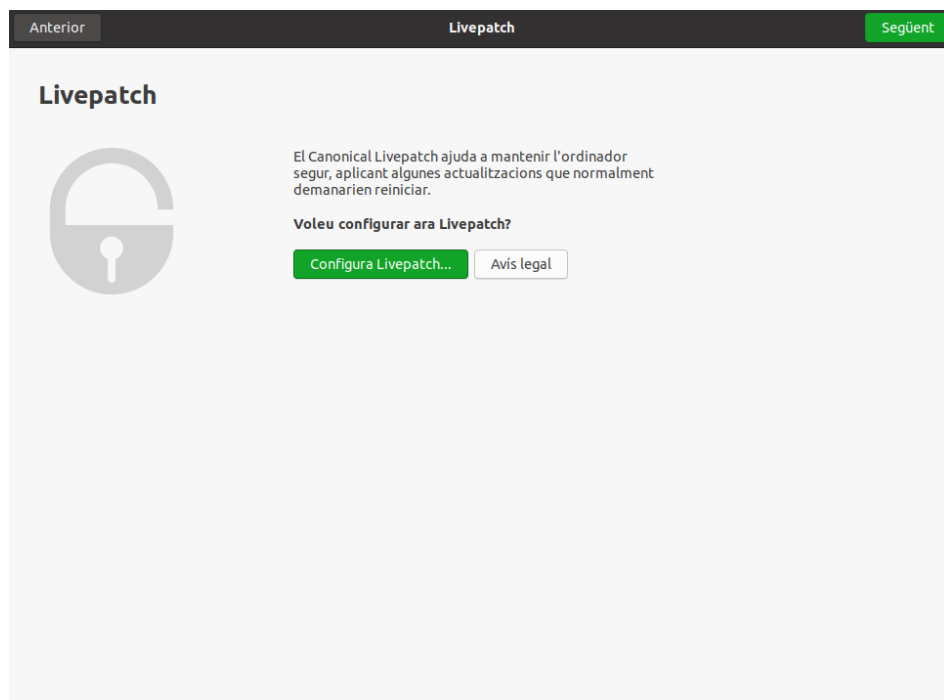 Anterior
Livepatch
Següent
Livepatch
El Canonical Livepatch ajuda a mantenir l'ordinador
segur, aplicant algunes actualitzacions que normalment
demanarien reiniciar.
Voleu configurar ara Livepatch?
Configura Livepatch...
Avís legal